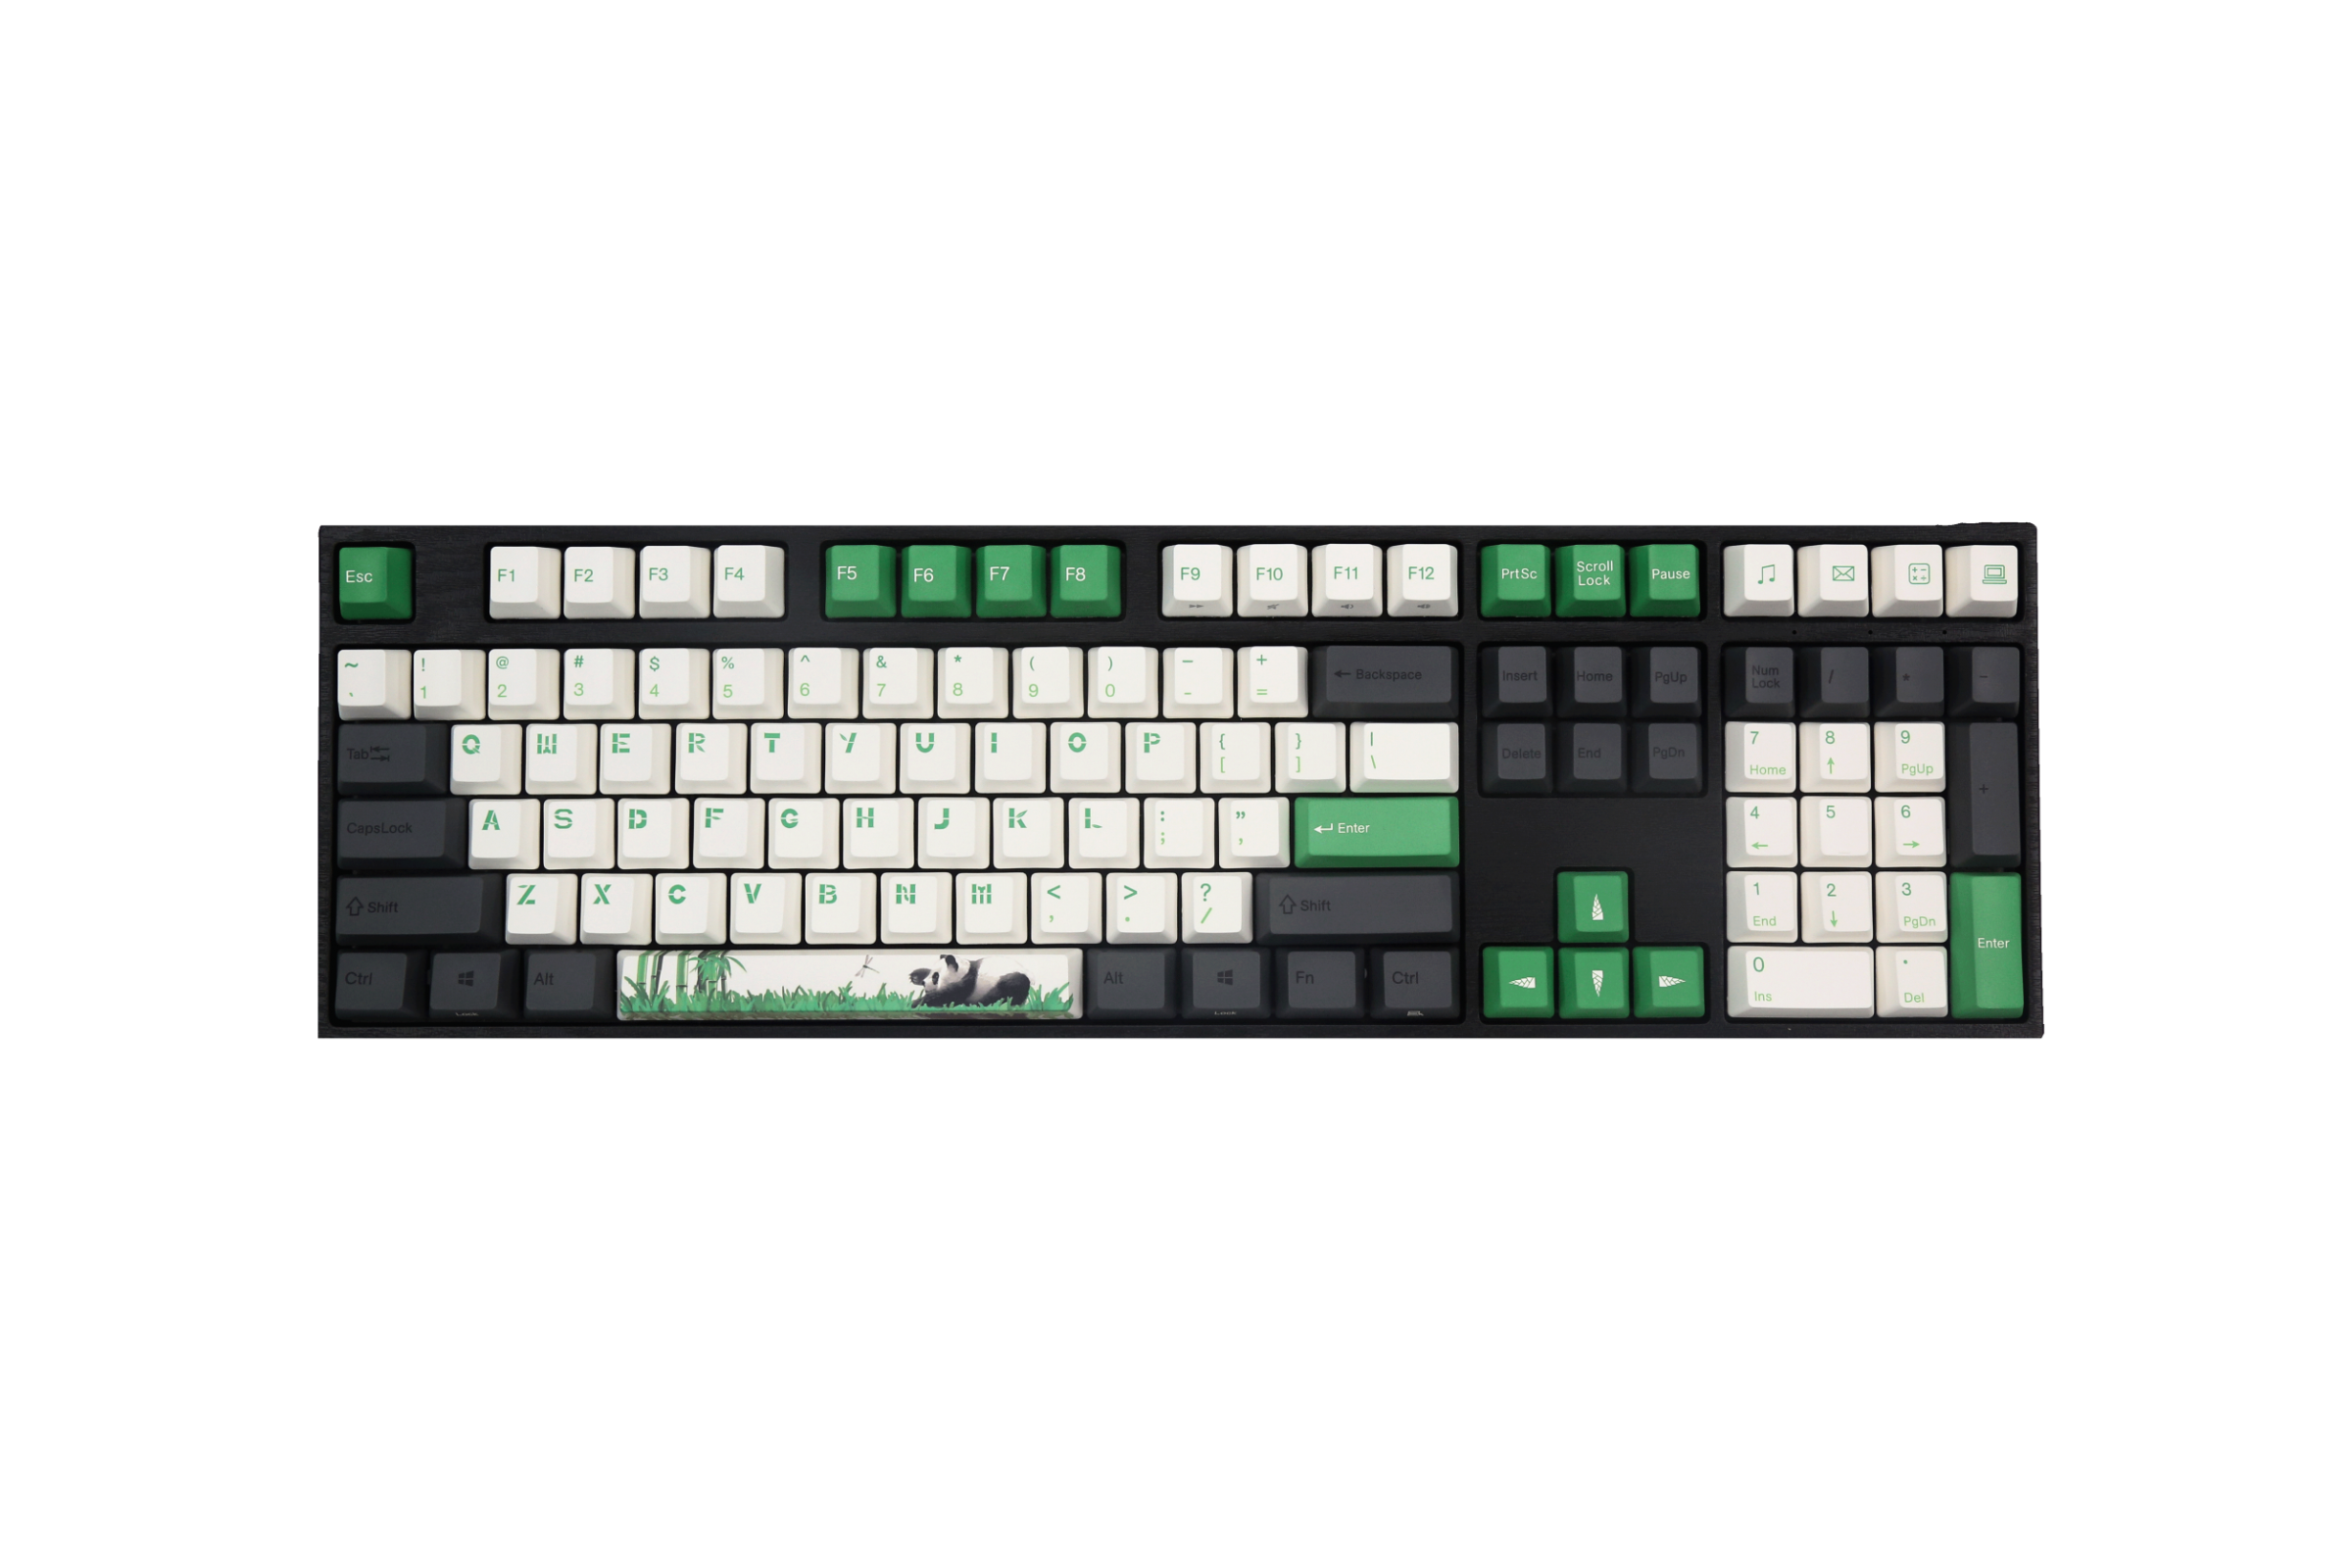 Esc F1 F2 F3 F4 F5 F6 F7 F8 F9 F10 F11 F12 PrtSc Scroll Lock Pause
~ ! @ # $ % ^ & * ( ) − +
` 1 2 3 4 5 6 7 8 9 0 - = ← Backspace Insert Home PgUp Num Lock / * −
Tab Q W E R T Y U I O P { } |
[ ] \
Delete End PgDn 7 Home 8 ↑ 9 PgUp +
CapsLock A S D F G H J K L : ”
; ’
Enter 4 ← 5 6 →
Shift Z X C V B N M < > ?
, . /
Shift 1 End 2 ↓ 3 PgDn Enter
Ctrl Lock Alt Alt Lock Fn Ctrl 0 Ins . Del